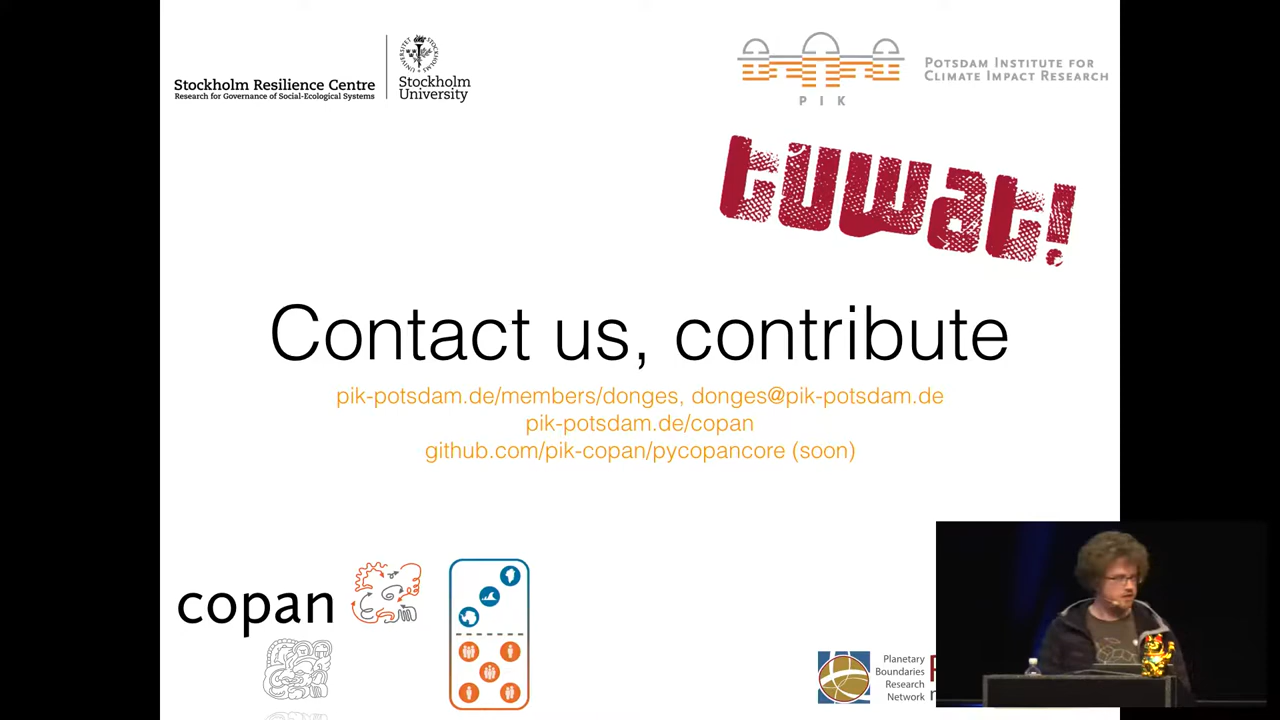 Stockholm Resilience Centre
Research for Governance of Social-Ecological Systems
Stockholm
University
PIK
POTSDAM INSTITUTE FOR
CLIMATE IMPACT RESEARCH
tuwat!
Contact us, contribute
pik-potsdam.de/members/donges, donges@pik-potsdam.de
pik-potsdam.de/copan
github.com/pik-copan/pycopancore (soon)
copan
Planetary
Boundaries
Research
Network